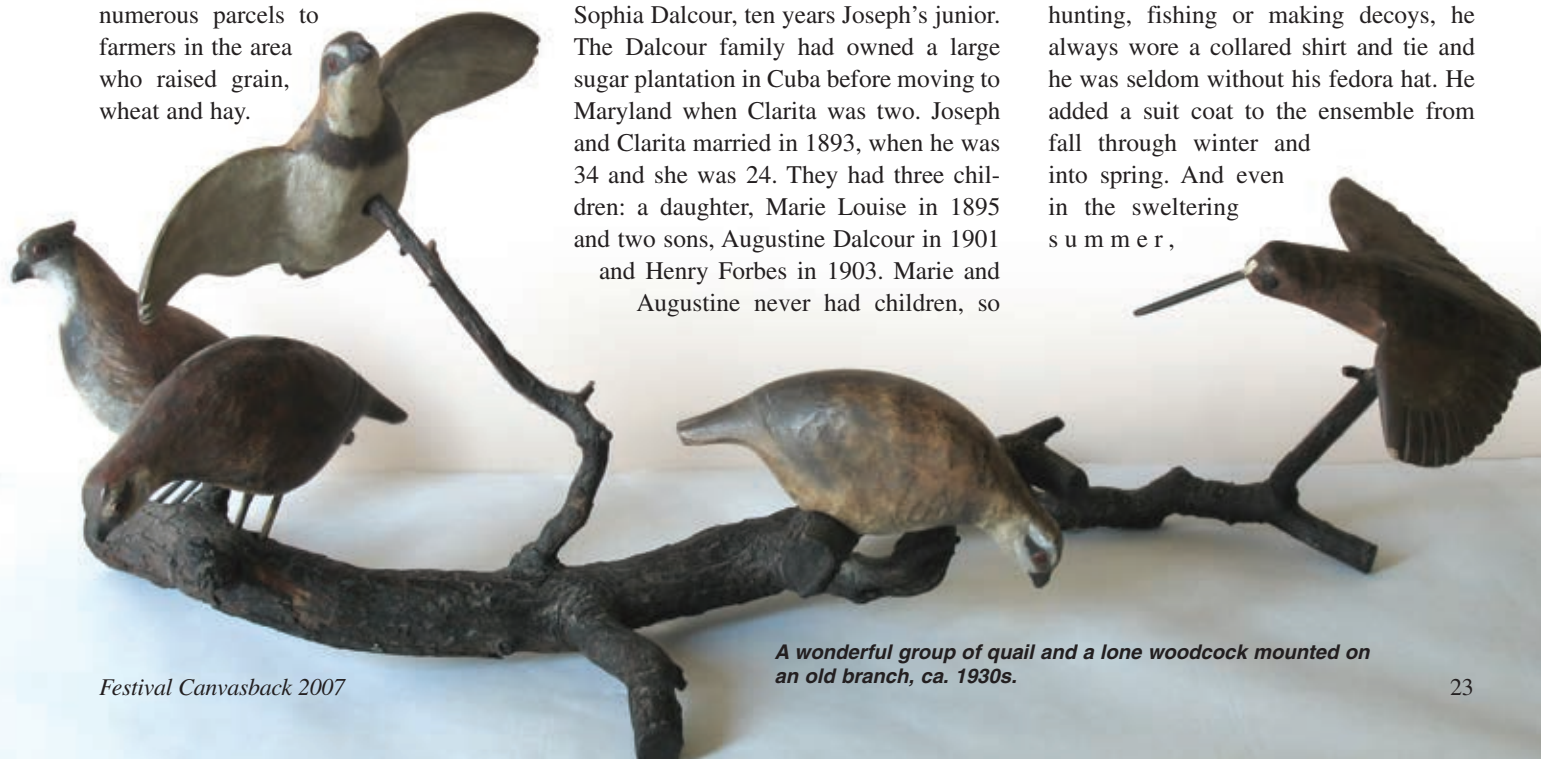 numerous parcels to
farmers in the area
who raised grain,
wheat and hay.
Sophia Dalcour, ten years Joseph's junior.
The Dalcour family had owned a large
sugar plantation in Cuba before moving to
Maryland when Clarita was two. Joseph
and Clarita married in 1893, when he was
34 and she was 24. They had three chil-
dren: a daughter, Marie Louise in 1895
and two sons, Augustine Dalcour in 1901
and Henry Forbes in 1903. Marie and
Augustine never had children, so
hunting, fishing or making decoys, he
always wore a collared shirt and tie and
he was seldom without his fedora hat. He
added a suit coat to the ensemble from
fall through winter and
into spring. And even
in the sweltering
summer,
A wonderful group of quail and a lone woodcock mounted on
an old branch, ca. 1930s.
Festival Canvasback 2007
23